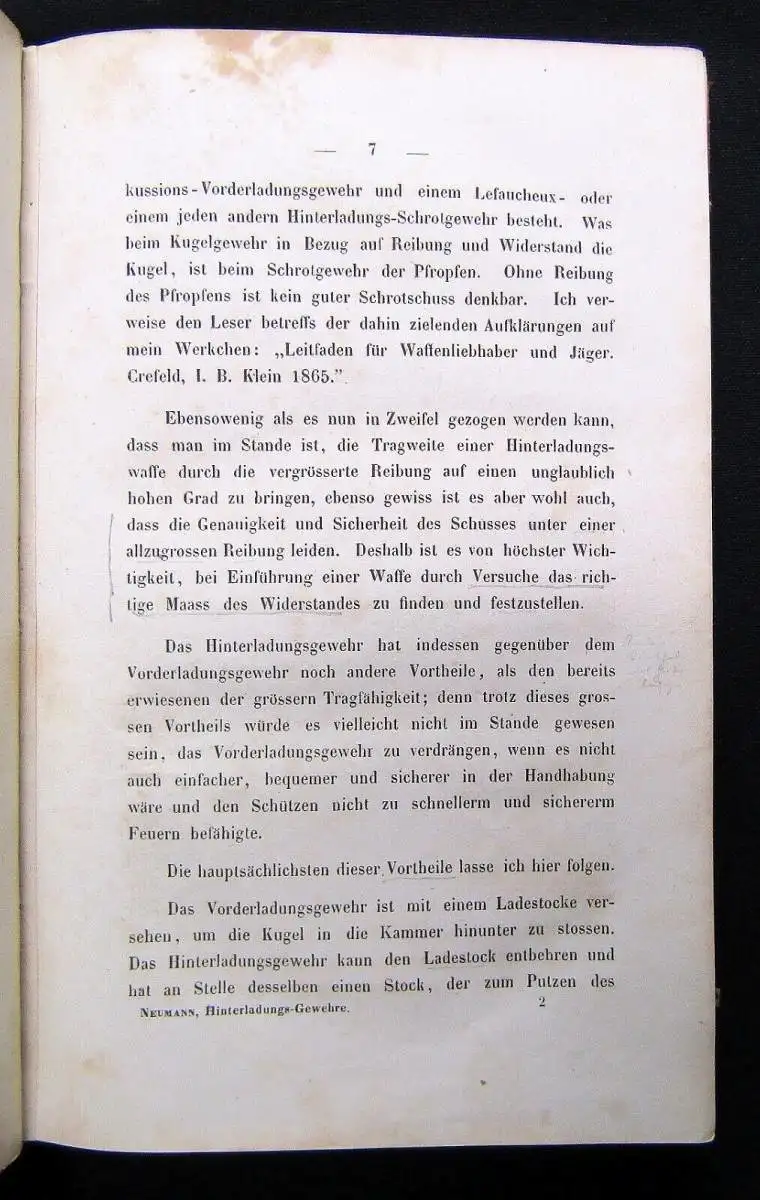 — 7 —
kussions-Vorderladungsgewehr und einem Lefaucheux- oder
einem jeden andern Hinterladungs-Schrotgewehr besteht. Was
beim Kugelgewehr in Bezug auf Reibung und Widerstand die
Kugel, ist beim Schrotgewehr der Pfropfen. Ohne Reibung
des Pfropfens ist kein guter Schrotschuss denkbar. Ich ver-
weise den Leser betreffs der dahin zielenden Aufklärungen auf
mein Werkchen: „Leitfaden für Waffenliebhaber und Jäger.
Crefeld, I. B. Klein 1865.”
Ebensowenig als es nun in Zweifel gezogen werden kann,
dass man im Stande ist, die Tragweite einer Hinterladungs-
waffe durch die vergrösserte Reibung auf einen unglaublich
hohen Grad zu bringen, ebenso gewiss ist es aber wohl auch,
dass die Genauigkeit und Sicherheit des Schusses unter einer
allzugrossen Reibung leiden. Deshalb ist es von höchster Wich-
tigkeit, bei Einführung einer Waffe durch Versuche das rich-
tige Maass des Widerstandes zu finden und festzustellen.
Das Hinterladungsgewehr hat indessen gegenüber dem
Vorderladungsgewehr noch andere Vortheile, als den bereits
erwiesenen der grössern Tragfähigkeit; denn trotz dieses gros-
sen Vortheils würde es vielleicht nicht im Stande gewesen
sein, das Vorderladungsgewehr zu verdrängen, wenn es nicht
auch einfacher, bequemer und sicherer in der Handhabung
wäre und den Schützen nicht zu schnellerm und sichererm
Feuern befähigte.
Die hauptsächlichsten dieser Vortheile lasse ich hier folgen.
Das Vorderladungsgewehr ist mit einem Ladestocke ver-
sehen, um die Kugel in die Kammer hinunter zu stossen.
Das Hinterladungsgewehr kann den Ladestock entbehren und
hat an Stelle desselben einen Stock, der zum Putzen des
NEUMANN, Hinterladungs-Gewehre. 2